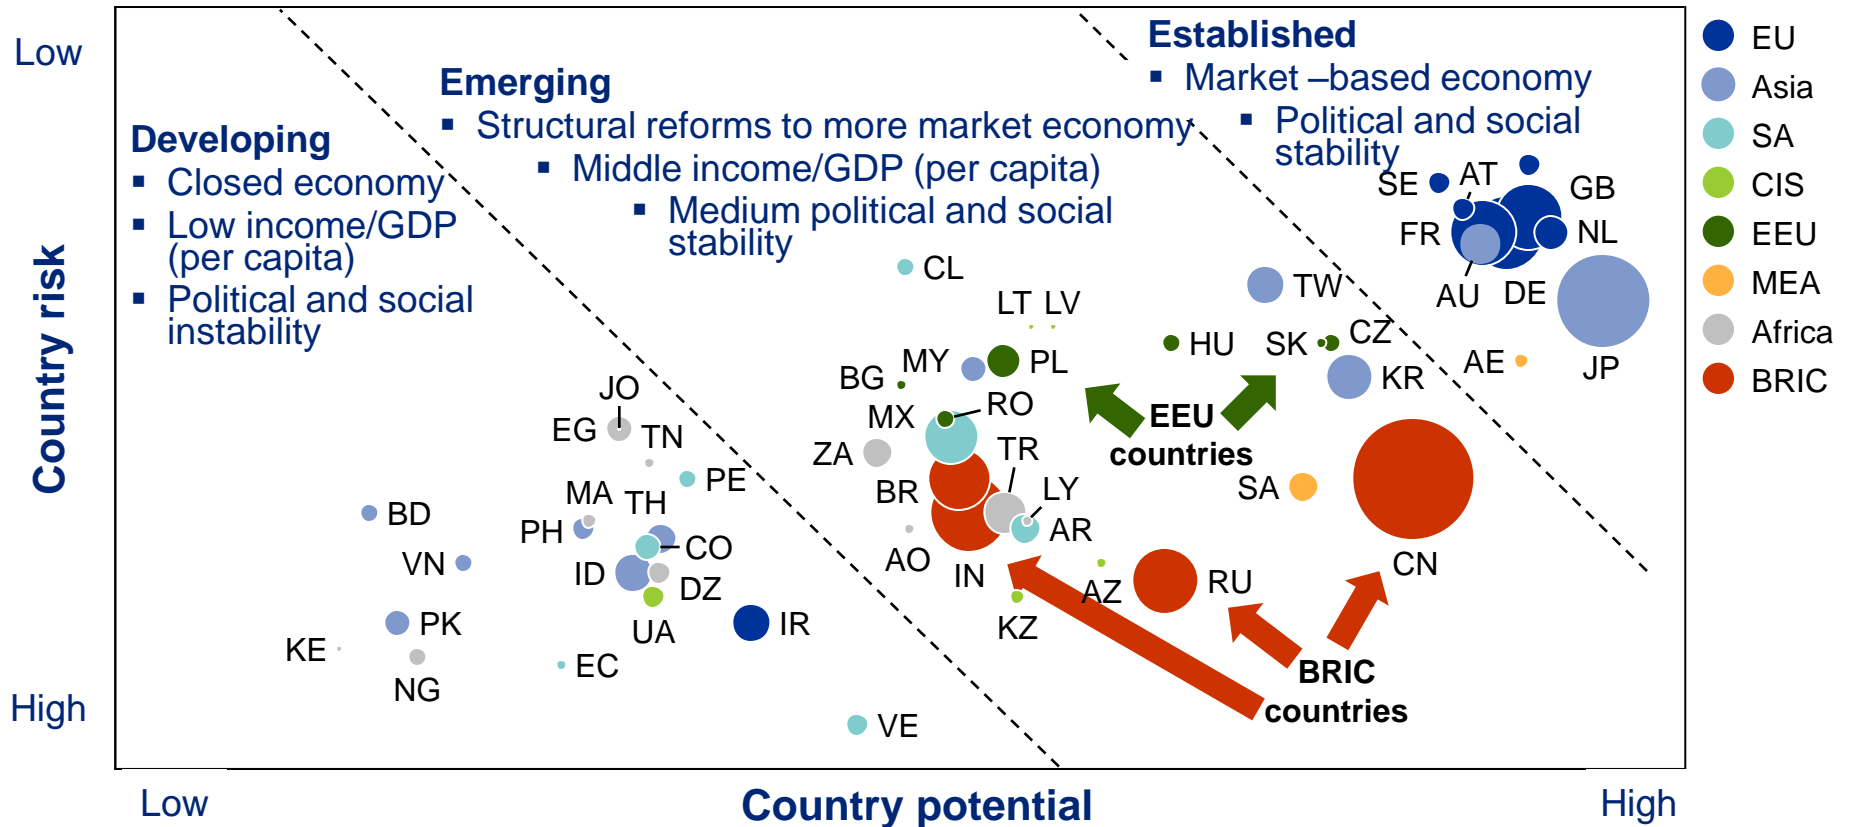 Low
Country risk
High
Developing
▪ Closed economy
▪ Low income/GDP
(per capita)
▪ Political and social
instability
Emerging
▪ Structural reforms to more market economy
▪ Middle income/GDP (per capita)
▪ Medium political and social
stability
Established
▪ Market –based economy
▪ Political and social
stability
EU
Asia
SA
CIS
EEU
MEA
Africa
BRIC
SE
AT
GB
FR
NL
AU
DE
JP
AE
CL
LT
LV
TW
HU
SK
CZ
KR
BG
MY
PL
MX
RO
ZA
TR
BR
LY
AR
AO
IN
AZ
KZ
RU
SA
CN
EEU
countries
BRIC
countries
JO
EG
TN
PE
MA
TH
PH
CO
BD
VN
ID
DZ
UA
IR
PK
KE
NG
EC
VE
Low
Country potential
High